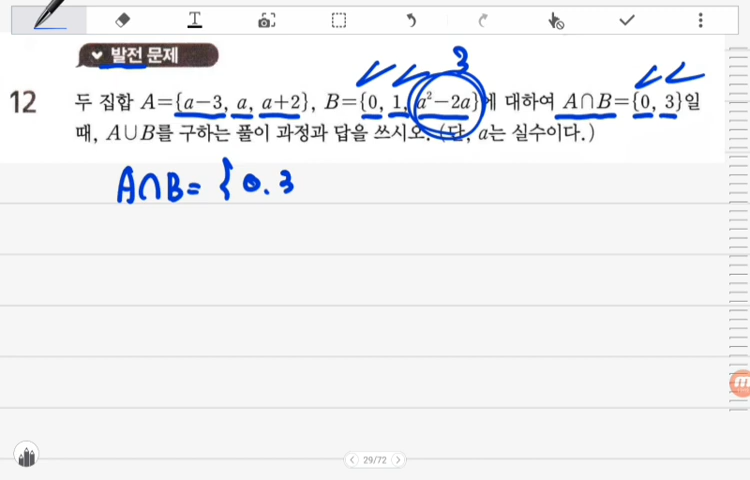 발전 문제
3
12 두 집합 A={a-3, a, a+2}, B={0, 1, a²-2a}에 대하여 A∩B={0, 3}일
때, A∪B를 구하는 풀이 과정과 답을 쓰시오. (단, a는 실수이다.)
A∩B= { 0. 3
29/72